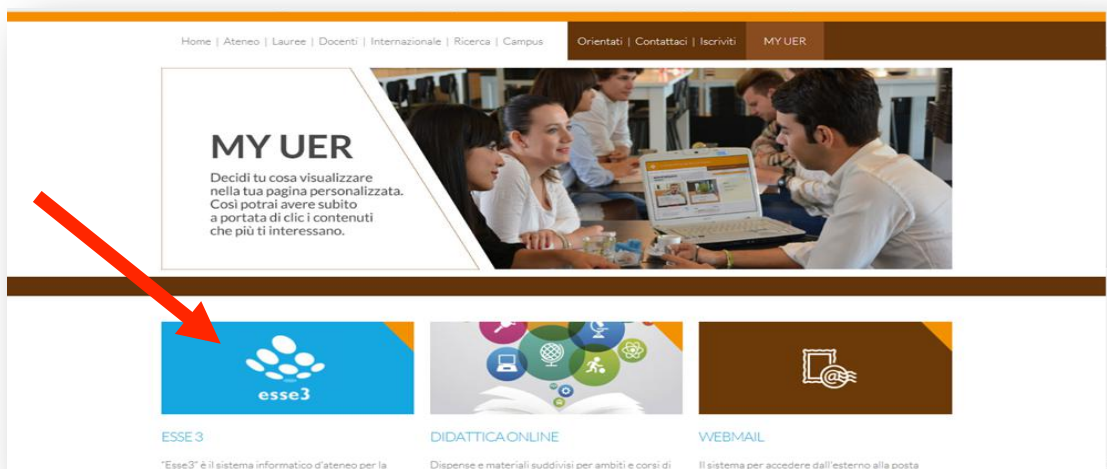 Home | Ateneo | Lauree | Docenti | Internazionale | Ricerca | Campus
Orientati | Contattaci | Iscriviti
MY UER
MY UER
Decidi tu cosa visualizzare
nella tua pagina personalizzata.
Così potrai avere subito
a portata di clic i contenuti
che più ti interessano.
esse3
ESSE 3
DIDATTICA ONLINE
WEBMAIL
"Esse3" è il sistema informatico d'ateneo per la
Dispense e materiali suddivisi per ambiti e corsi di
Il sistema per accedere dall'esterno alla posta